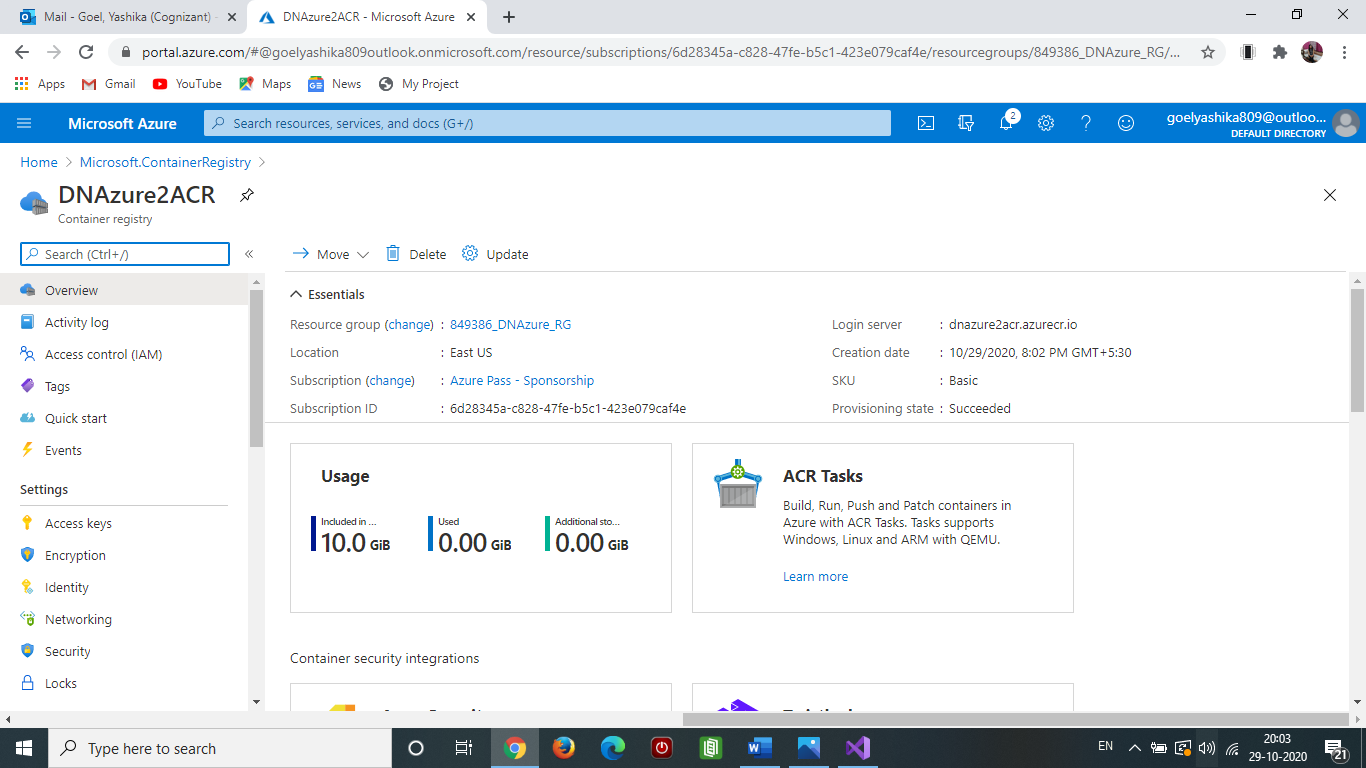 Mail - Goel, Yashika (Cognizant) -
DNAzure2ACR - Microsoft Azure
portal.azure.com/#@goelyashika809outlook.onmicrosoft.com/resource/subscriptions/6d28345a-c828-47fe-b5c1-423e079caf4e/resourcegroups/849386_DNAzure_RG/...
Apps
Gmail
YouTube
Maps
News
My Project
Microsoft Azure
Search resources, services, and docs (G+/)
2
goelyashika809@outloo...
DEFAULT DIRECTORY
Home > Microsoft.ContainerRegistry >
DNAzure2ACR
Container registry
Search (Ctrl+/)
«
Move
Delete
Update
Overview
Activity log
Access control (IAM)
Tags
Quick start
Events
Settings
Access keys
Encryption
Identity
Networking
Security
Locks
Essentials
Resource group (change) : 849386_DNAzure_RG
Location : East US
Subscription (change) : Azure Pass - Sponsorship
Subscription ID : 6d28345a-c828-47fe-b5c1-423e079caf4e
Login server : dnazure2acr.azurecr.io
Creation date : 10/29/2020, 8:02 PM GMT+5:30
SKU : Basic
Provisioning state : Succeeded
Usage
Included in ...
10.0 GiB
Used
0.00 GiB
Additional sto...
0.00 GiB
ACR Tasks
Build, Run, Push and Patch containers in
Azure with ACR Tasks. Tasks supports
Windows, Linux and ARM with QEMU.
Learn more
Container security integrations
Type here to search
EN
20:03
29-10-2020
21